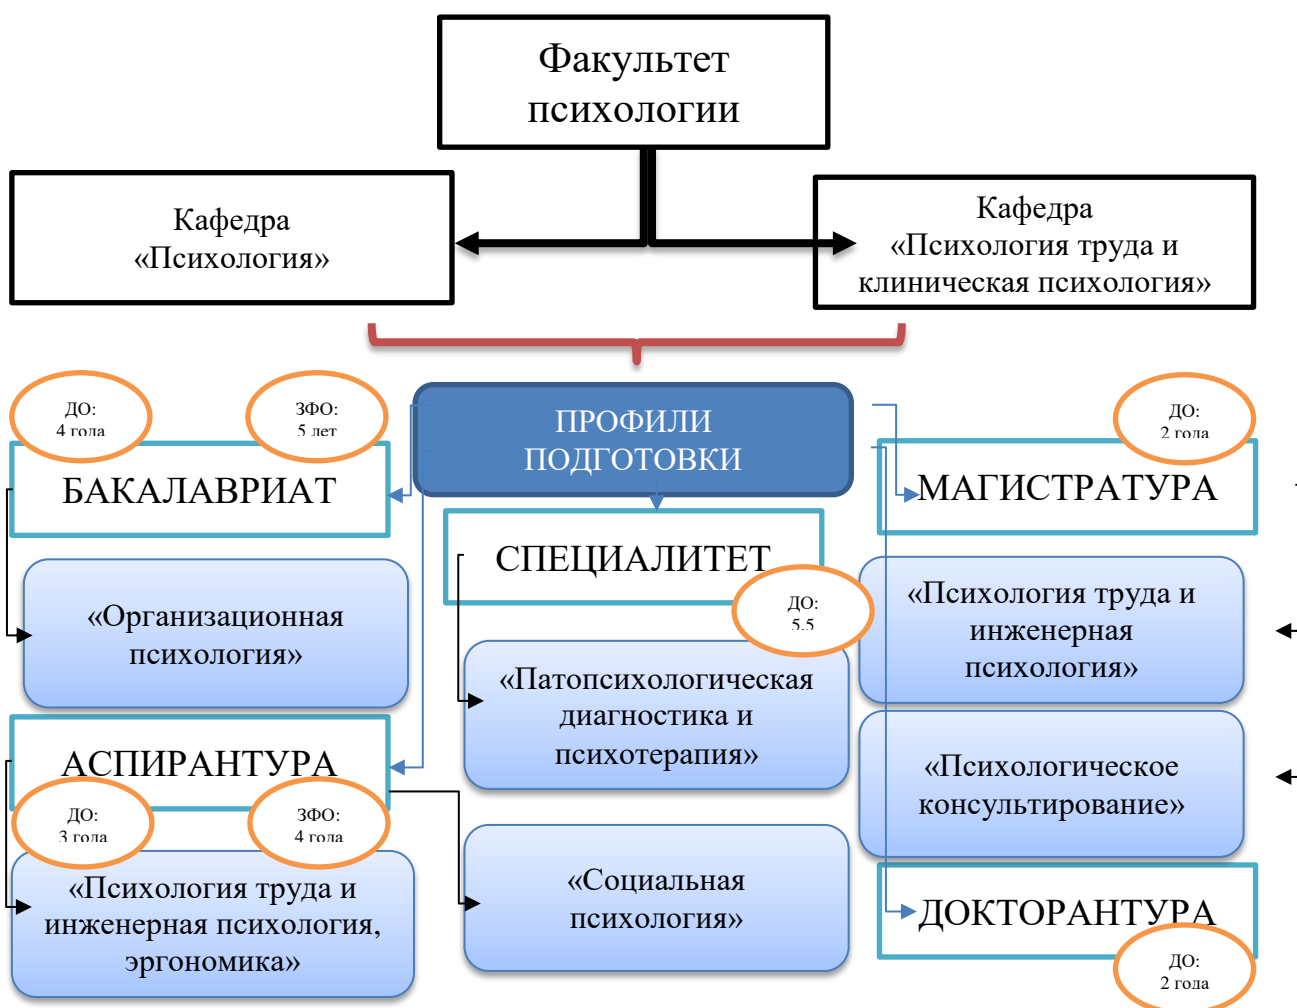 Факультет
психологии
Кафедра
«Психология»
Кафедра
«Психология труда и
клиническая психология»
ПРОФИЛИ
ПОДГОТОВКИ
ДО:
4 года
ЗФО:
5 лет
БАКАЛАВРИАТ
«Организационная
психология»
СПЕЦИАЛИТЕТ
ДО:
5.5
«Патопсихологическая
диагностика и
психотерапия»
ДО:
2 года
МАГИСТРАТУРА
«Психология труда и
инженерная
психология»
«Психологическое
консультирование»
АСПИРАНТУРА
ДО:
3 года
ЗФО:
4 года
«Психология труда и
инженерная психология,
эргономика»
«Социальная
психология»
ДОКТОРАНТУРА
ДО:
2 года